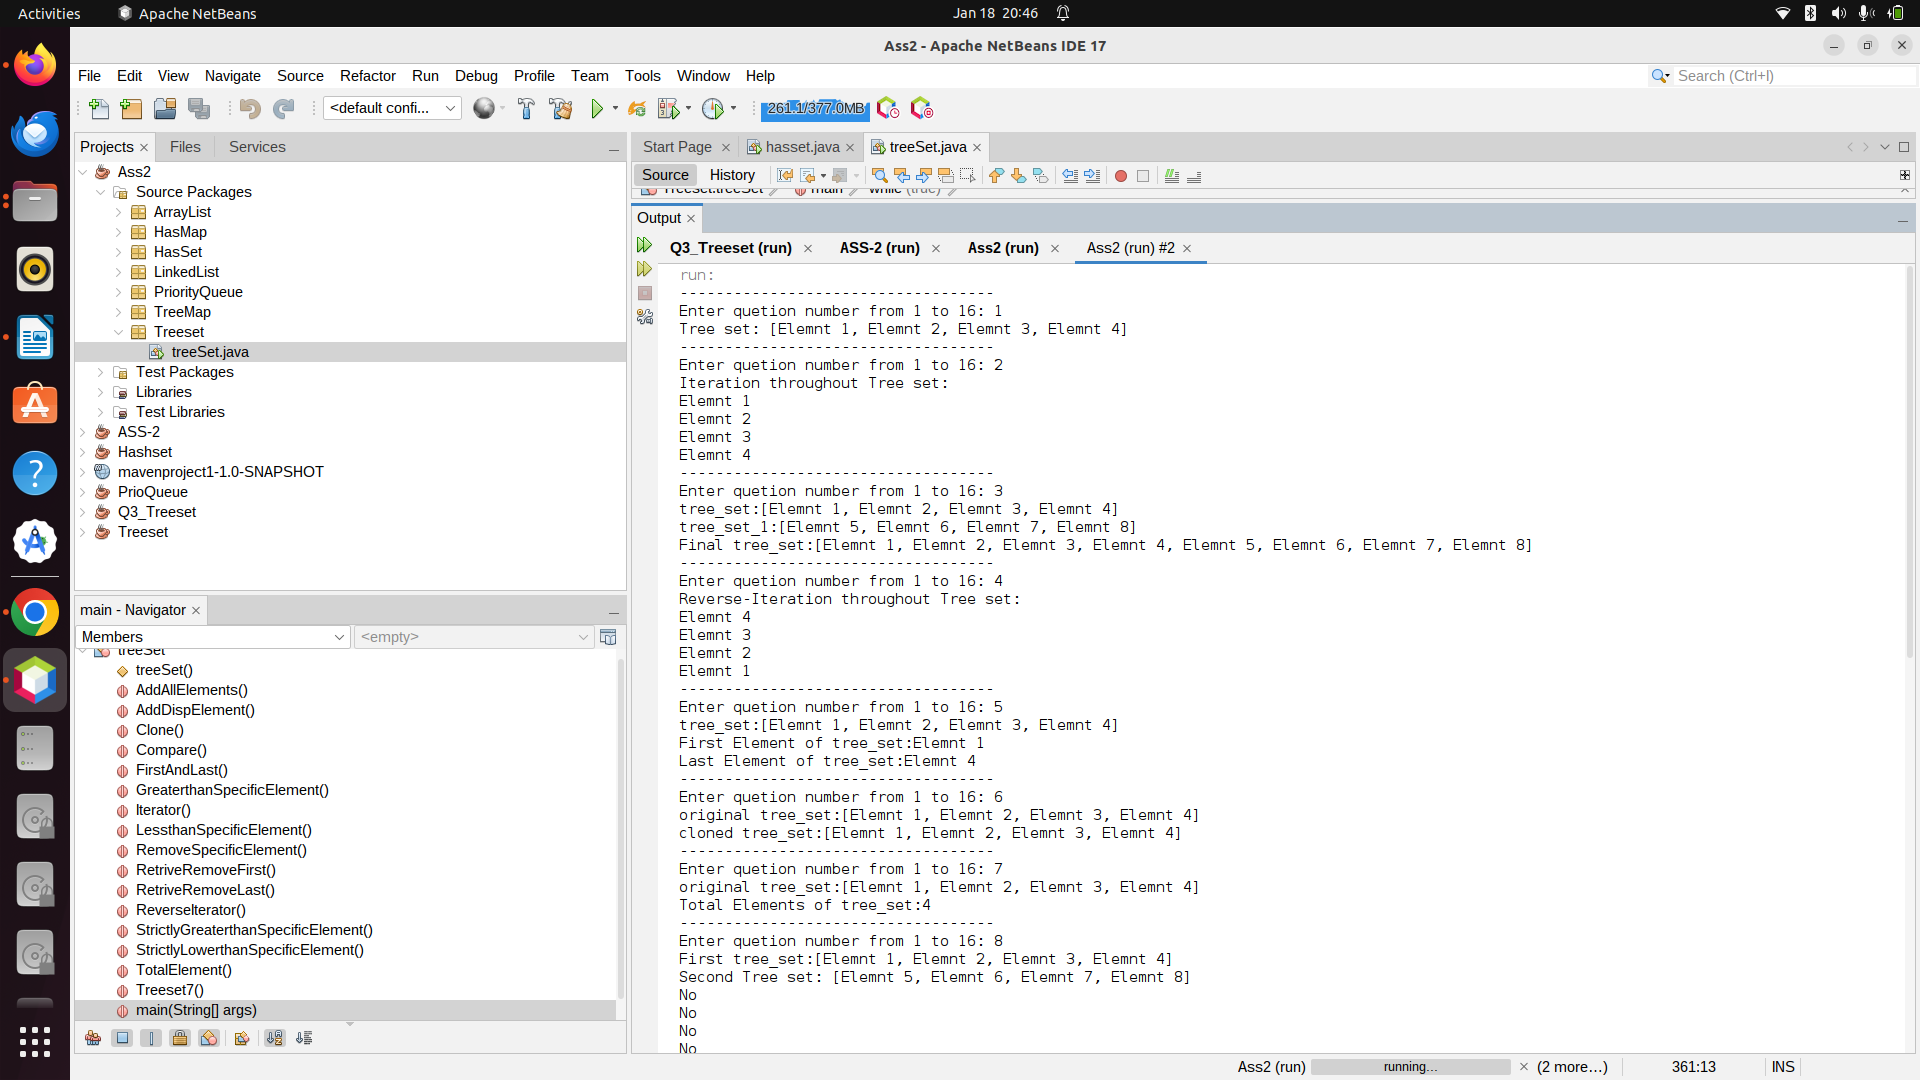 Activities
Apache NetBeans
Jan 18 20:46
Ass2 - Apache NetBeans IDE 17
File Edit View Navigate Source Refactor Run Debug Profile Team Tools Window Help
Search (Ctrl+I)
<default confi...
261.1/377.0MB
Projects Files Services
Ass2
Source Packages
ArrayList
HasMap
HasSet
LinkedList
PriorityQueue
TreeMap
Treeset
treeSet.java
Test Packages
Libraries
Test Libraries
ASS-2
Hashset
mavenproject1-1.0-SNAPSHOT
PrioQueue
Q3_Treeset
Treeset
main - Navigator
Members
<empty>
treeSet
treeSet()
AddAllElements()
AddDispElement()
Clone()
Compare()
FirstAndLast()
GreaterthanSpecificElement()
Iterator()
LessthanSpecificElement()
RemoveSpecificElement()
RetriveRemoveFirst()
RetriveRemoveLast()
ReverseIterator()
StrictlyGreaterthanSpecificElement()
StrictlyLowerthanSpecificElement()
TotalElement()
Treeset7()
main(String[] args)
Start Page hasset.java treeSet.java
Source History
Treeset.treeSet main while (true)
Output
Q3_Treeset (run) ASS-2 (run) Ass2 (run) Ass2 (run) #2
run:
-----------------------------------
Enter quetion number from 1 to 16: 1
Tree set: [Elemnt 1, Elemnt 2, Elemnt 3, Elemnt 4]
-----------------------------------
Enter quetion number from 1 to 16: 2
Iteration throughout Tree set:
Elemnt 1
Elemnt 2
Elemnt 3
Elemnt 4
-----------------------------------
Enter quetion number from 1 to 16: 3
tree_set:[Elemnt 1, Elemnt 2, Elemnt 3, Elemnt 4]
tree_set_1:[Elemnt 5, Elemnt 6, Elemnt 7, Elemnt 8]
Final tree_set:[Elemnt 1, Elemnt 2, Elemnt 3, Elemnt 4, Elemnt 5, Elemnt 6, Elemnt 7, Elemnt 8]
-----------------------------------
Enter quetion number from 1 to 16: 4
Reverse-Iteration throughout Tree set:
Elemnt 4
Elemnt 3
Elemnt 2
Elemnt 1
-----------------------------------
Enter quetion number from 1 to 16: 5
tree_set:[Elemnt 1, Elemnt 2, Elemnt 3, Elemnt 4]
First Element of tree_set:Elemnt 1
Last Element of tree_set:Elemnt 4
-----------------------------------
Enter quetion number from 1 to 16: 6
original tree_set:[Elemnt 1, Elemnt 2, Elemnt 3, Elemnt 4]
cloned tree_set:[Elemnt 1, Elemnt 2, Elemnt 3, Elemnt 4]
-----------------------------------
Enter quetion number from 1 to 16: 7
original tree_set:[Elemnt 1, Elemnt 2, Elemnt 3, Elemnt 4]
Total Elements of tree_set:4
-----------------------------------
Enter quetion number from 1 to 16: 8
First tree_set:[Elemnt 1, Elemnt 2, Elemnt 3, Elemnt 4]
Second Tree set: [Elemnt 5, Elemnt 6, Elemnt 7, Elemnt 8]
No
No
No
No
Ass2 (run) running... (2 more...) 361:13 INS